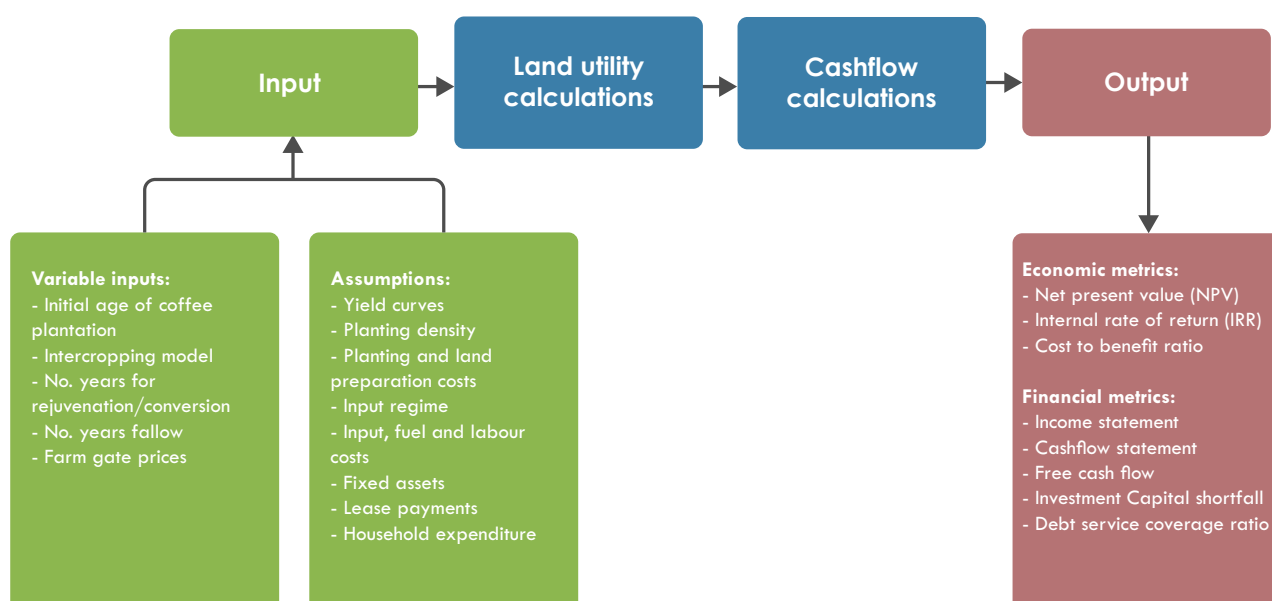 Input
Land utility
calculations
Cashflow
calculations
Output
Variable inputs:
- Initial age of coffee
plantation
- Intercropping model
- No. years for
rejuvenation/conversion
- No. years fallow
- Farm gate prices
Assumptions:
- Yield curves
- Planting density
- Planting and land
preparation costs
- Input regime
- Input, fuel and labour
costs
- Fixed assets
- Lease payments
- Household expenditure
Economic metrics:
- Net present value (NPV)
- Internal rate of return (IRR)
- Cost to benefit ratio
Financial metrics:
- Income statement
- Cashflow statement
- Free cash flow
- Investment Capital shortfall
- Debt service coverage ratio